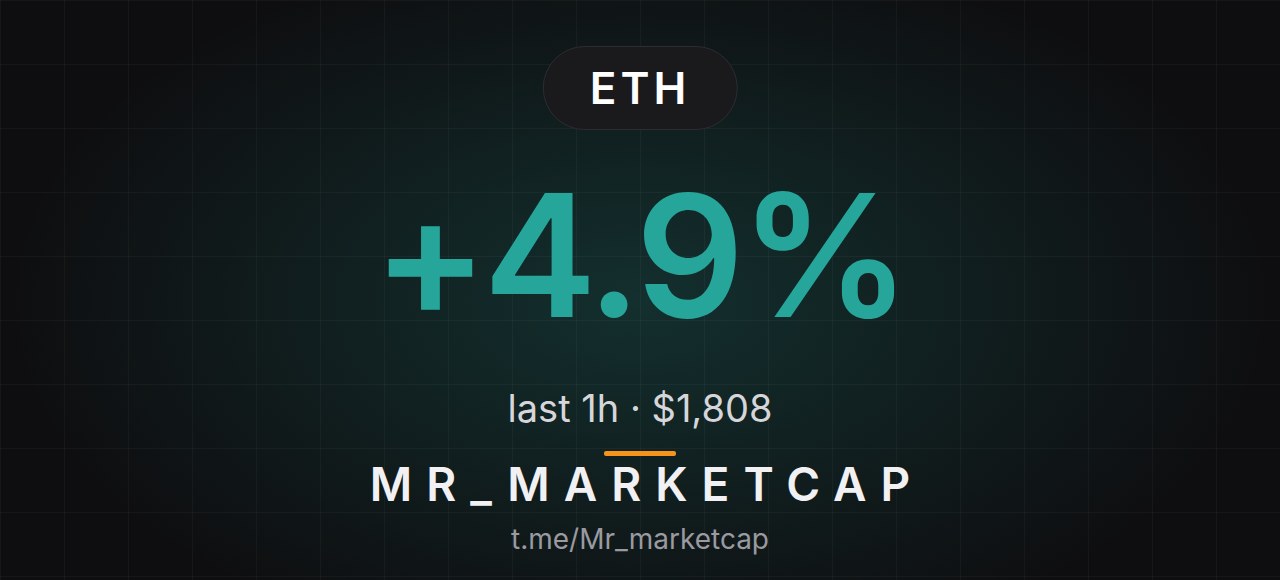 ETH
+4.9%
last 1h · $1,808
MR_MARKETCAP
t.me/Mr_marketcap